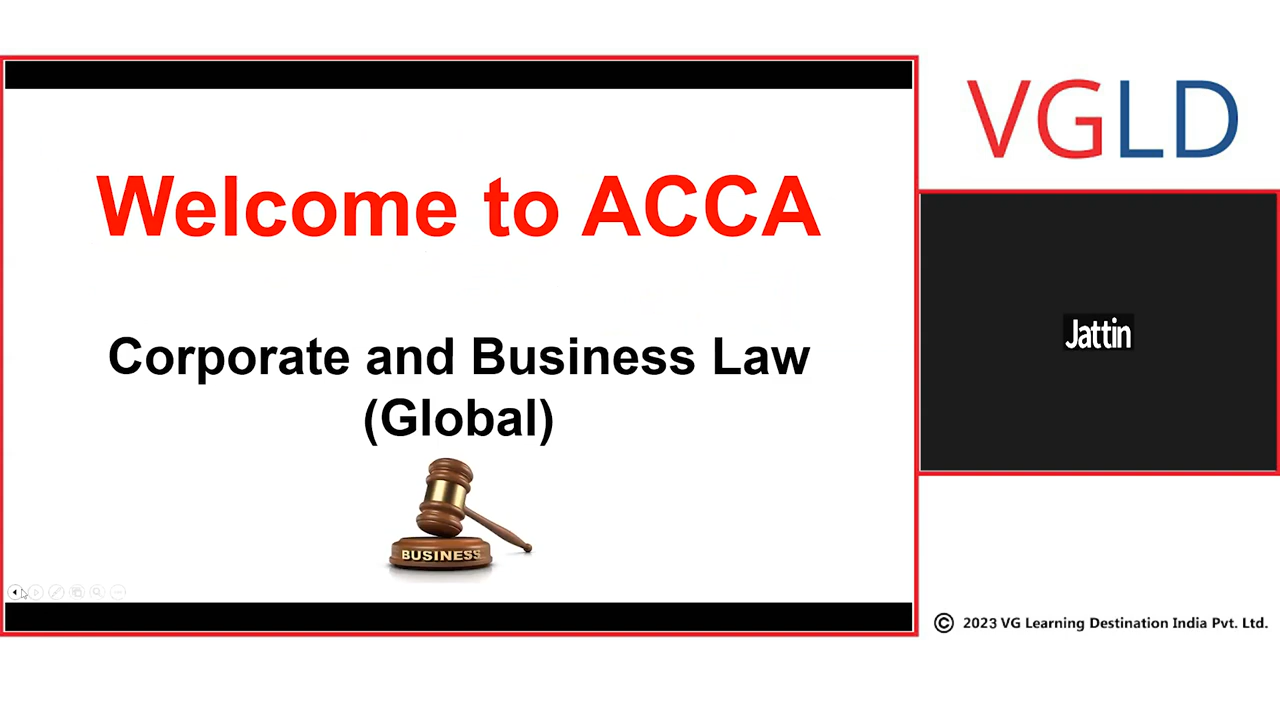 VGLD
Welcome to ACCA
Corporate and Business Law
(Global)
BUSINESS
Jattin
© 2023 VG Learning Destination India Pvt. Ltd.